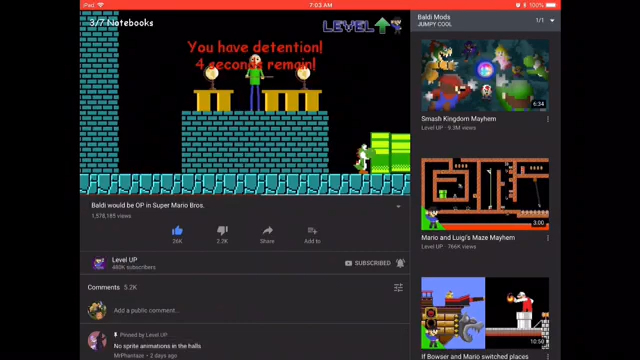 iPad
7:03 AM
100%
3/7 Notebooks
LEVEL
You have detention!
4 seconds remain!
Baldi would be OP in Super Mario Bros.
1,578,185 views
26K
2.2K
Share
Add to
Level UP
480K subscribers
SUBSCRIBED
Comments 5.2K
Add a public comment...
Pinned by Level UP
No sprite animations in the halls
MrPhantaze • 2 days ago
Baldi Mods
JUMPY COOL
1/1
6:34
Smash Kingdom Mayhem
Level UP • 9.3M views
3:00
Mario and Luigi's Maze Mayhem
Level UP • 766K views
10:50
If Bowser and Mario switched places